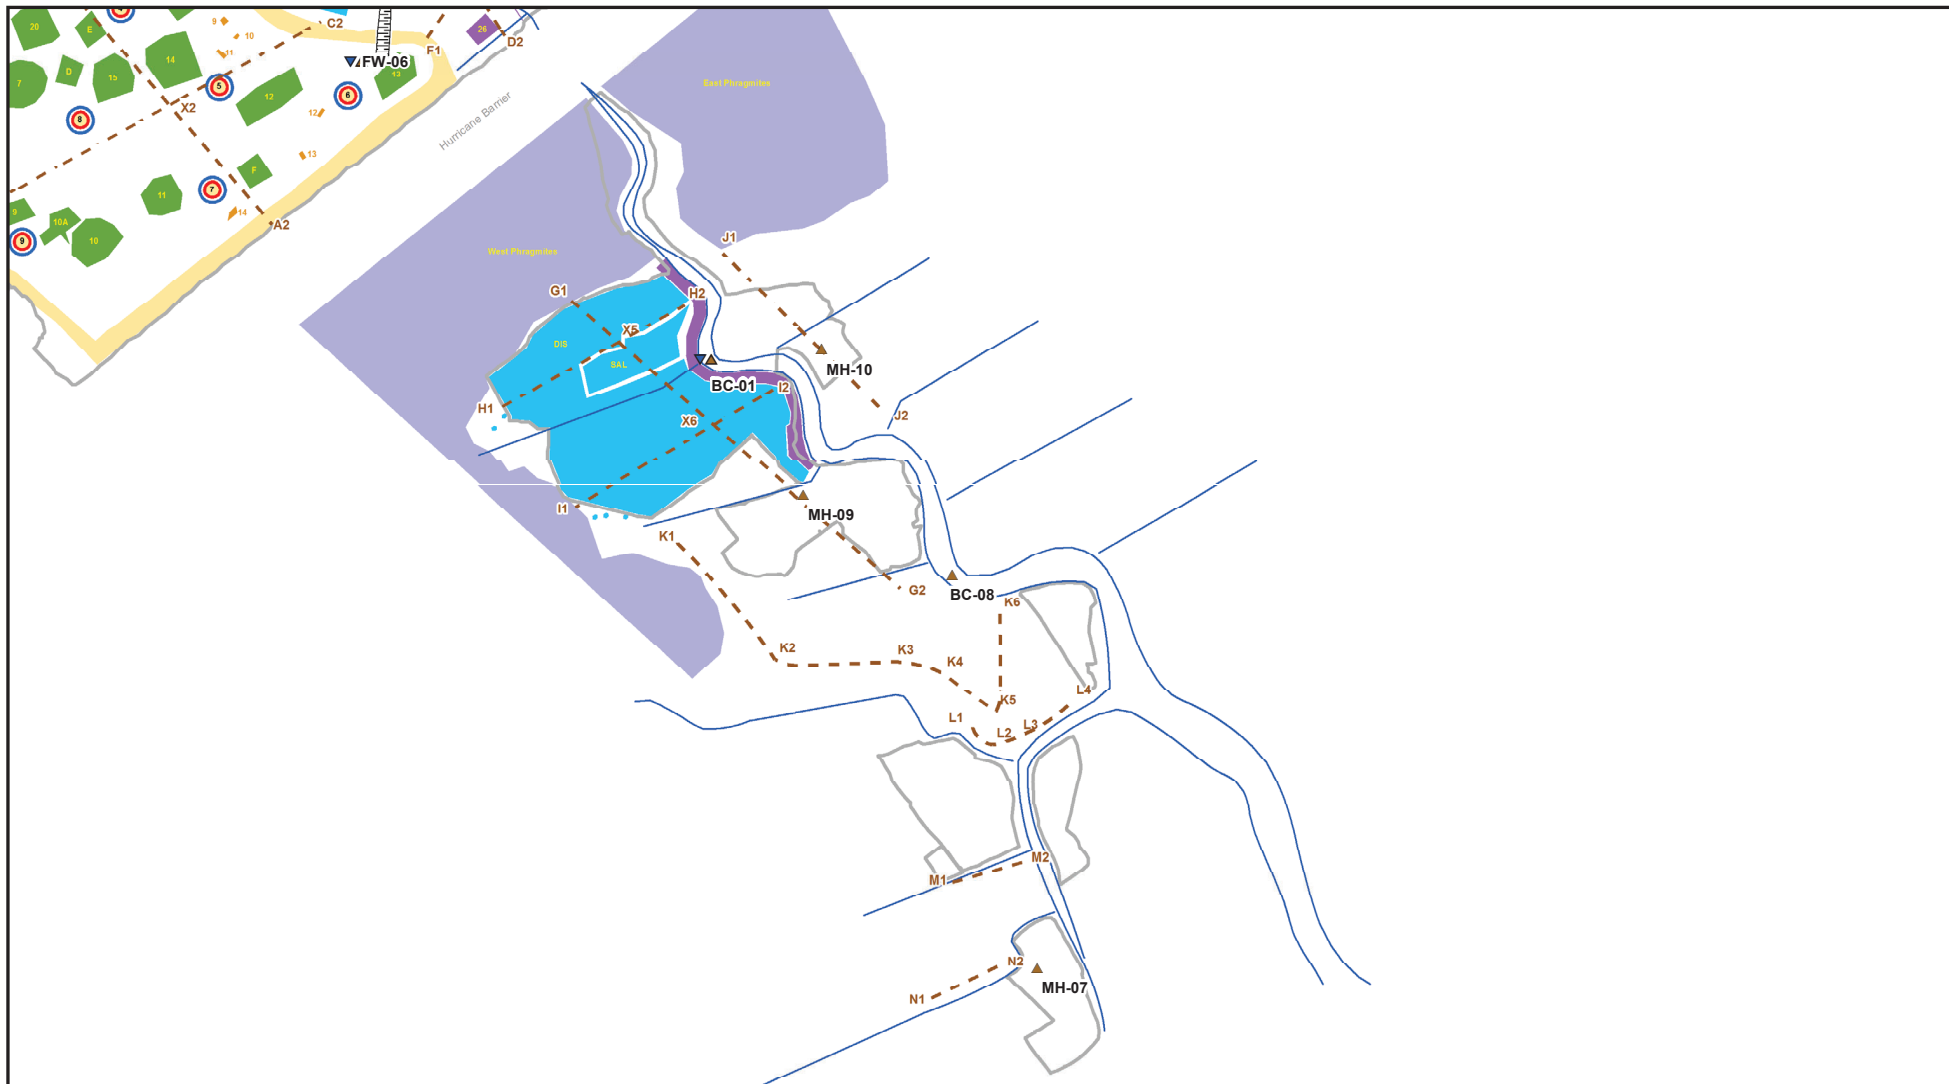 C2
9
26
20
E
10
F1
D2
11
14
FW-06
D
13
15
7
5
12
East Phragmites
6
X2
12
8
Hurricane Barrier
13
F
7
11
14
9
10A
A2
10
9
J1
West Phragmites
G1
H2
X5
DIS
SAL
MH-10
BC-01
I2
H1
J2
X6
I1
MH-09
K1
G2
BC-08
K6
K2
K3
K4
L4
K5
L1
L3
L2
M2
M1
N2
MH-07
N1